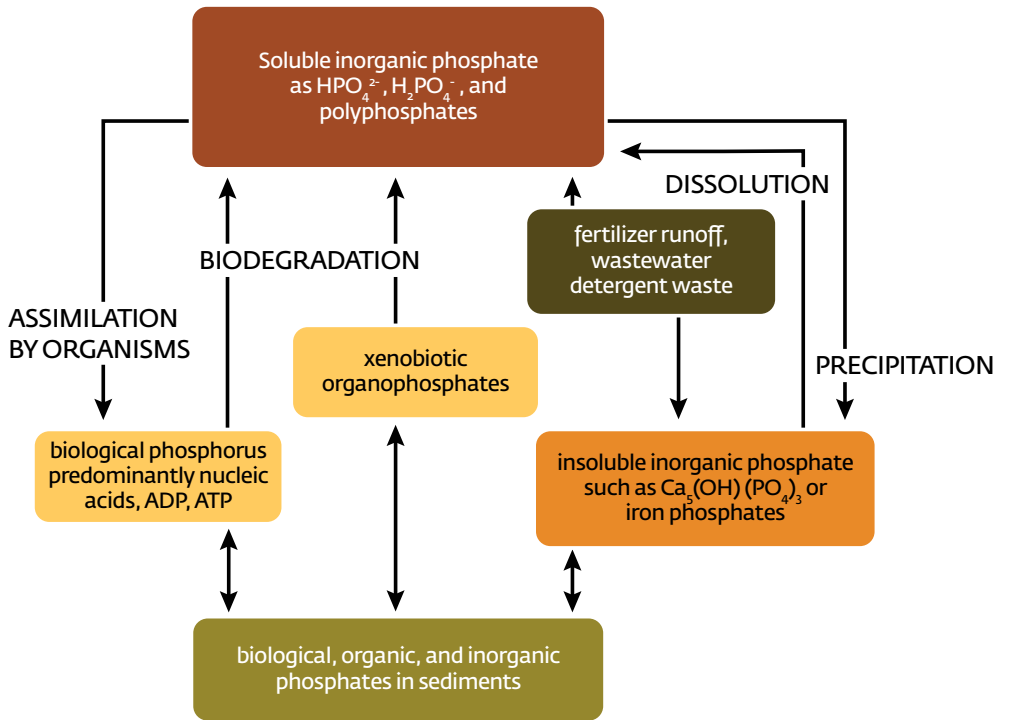 Soluble inorganic phosphate
as HPO₄²⁻, H₂PO₄⁻, and
polyphosphates
DISSOLUTION
fertilizer runoff,
wastewater
detergent waste
BIODEGRADATION
ASSIMILATION
BY ORGANISMS
xenobiotic
organophosphates
PRECIPITATION
biological phosphorus
predominantly nucleic
acids, ADP, ATP
insoluble inorganic phosphate
such as Ca₅(OH) (PO₄)₃ or
iron phosphates
biological, organic, and inorganic
phosphates in sediments